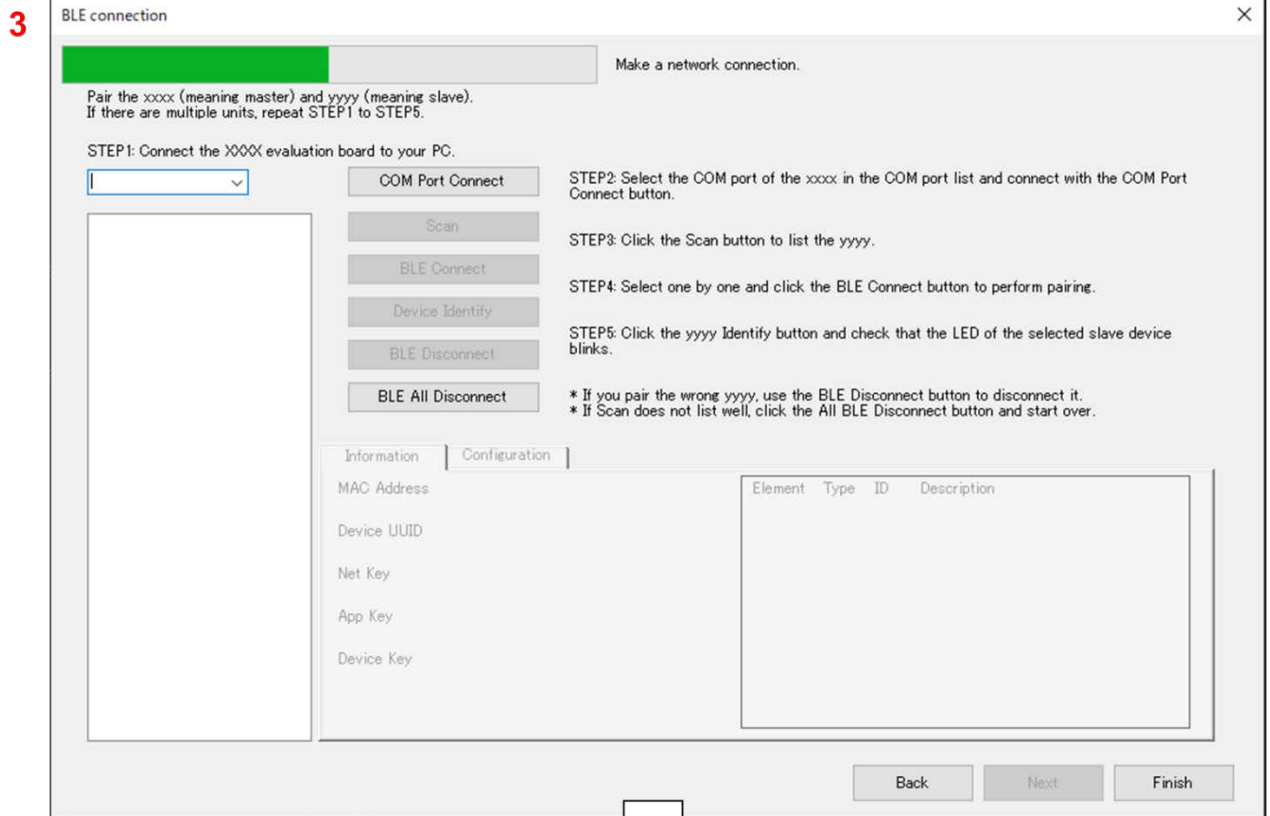 3
BLE connection
Make a network connection.
Pair the xxxx (meaning master) and yyyy (meaning slave).
If there are multiple units, repeat STEP1 to STEP5.
STEP1: Connect the XXXX evaluation board to your PC.
COM Port Connect
STEP2: Select the COM port of the xxxx in the COM port list and connect with the COM Port
Connect button.
Scan
STEP3: Click the Scan button to list the yyyy.
BLE Connect
STEP4: Select one by one and click the BLE Connect button to perform pairing.
Device Identify
STEP5: Click the yyyy Identify button and check that the LED of the selected slave device
blinks.
BLE Disconnect
BLE All Disconnect
* If you pair the wrong yyyy, use the BLE Disconnect button to disconnect it.
* If Scan does not list well, click the All BLE Disconnect button and start over.
Information Configuration
MAC Address
Element Type ID Description
Device UUID
Net Key
App Key
Device Key
Back Next Finish